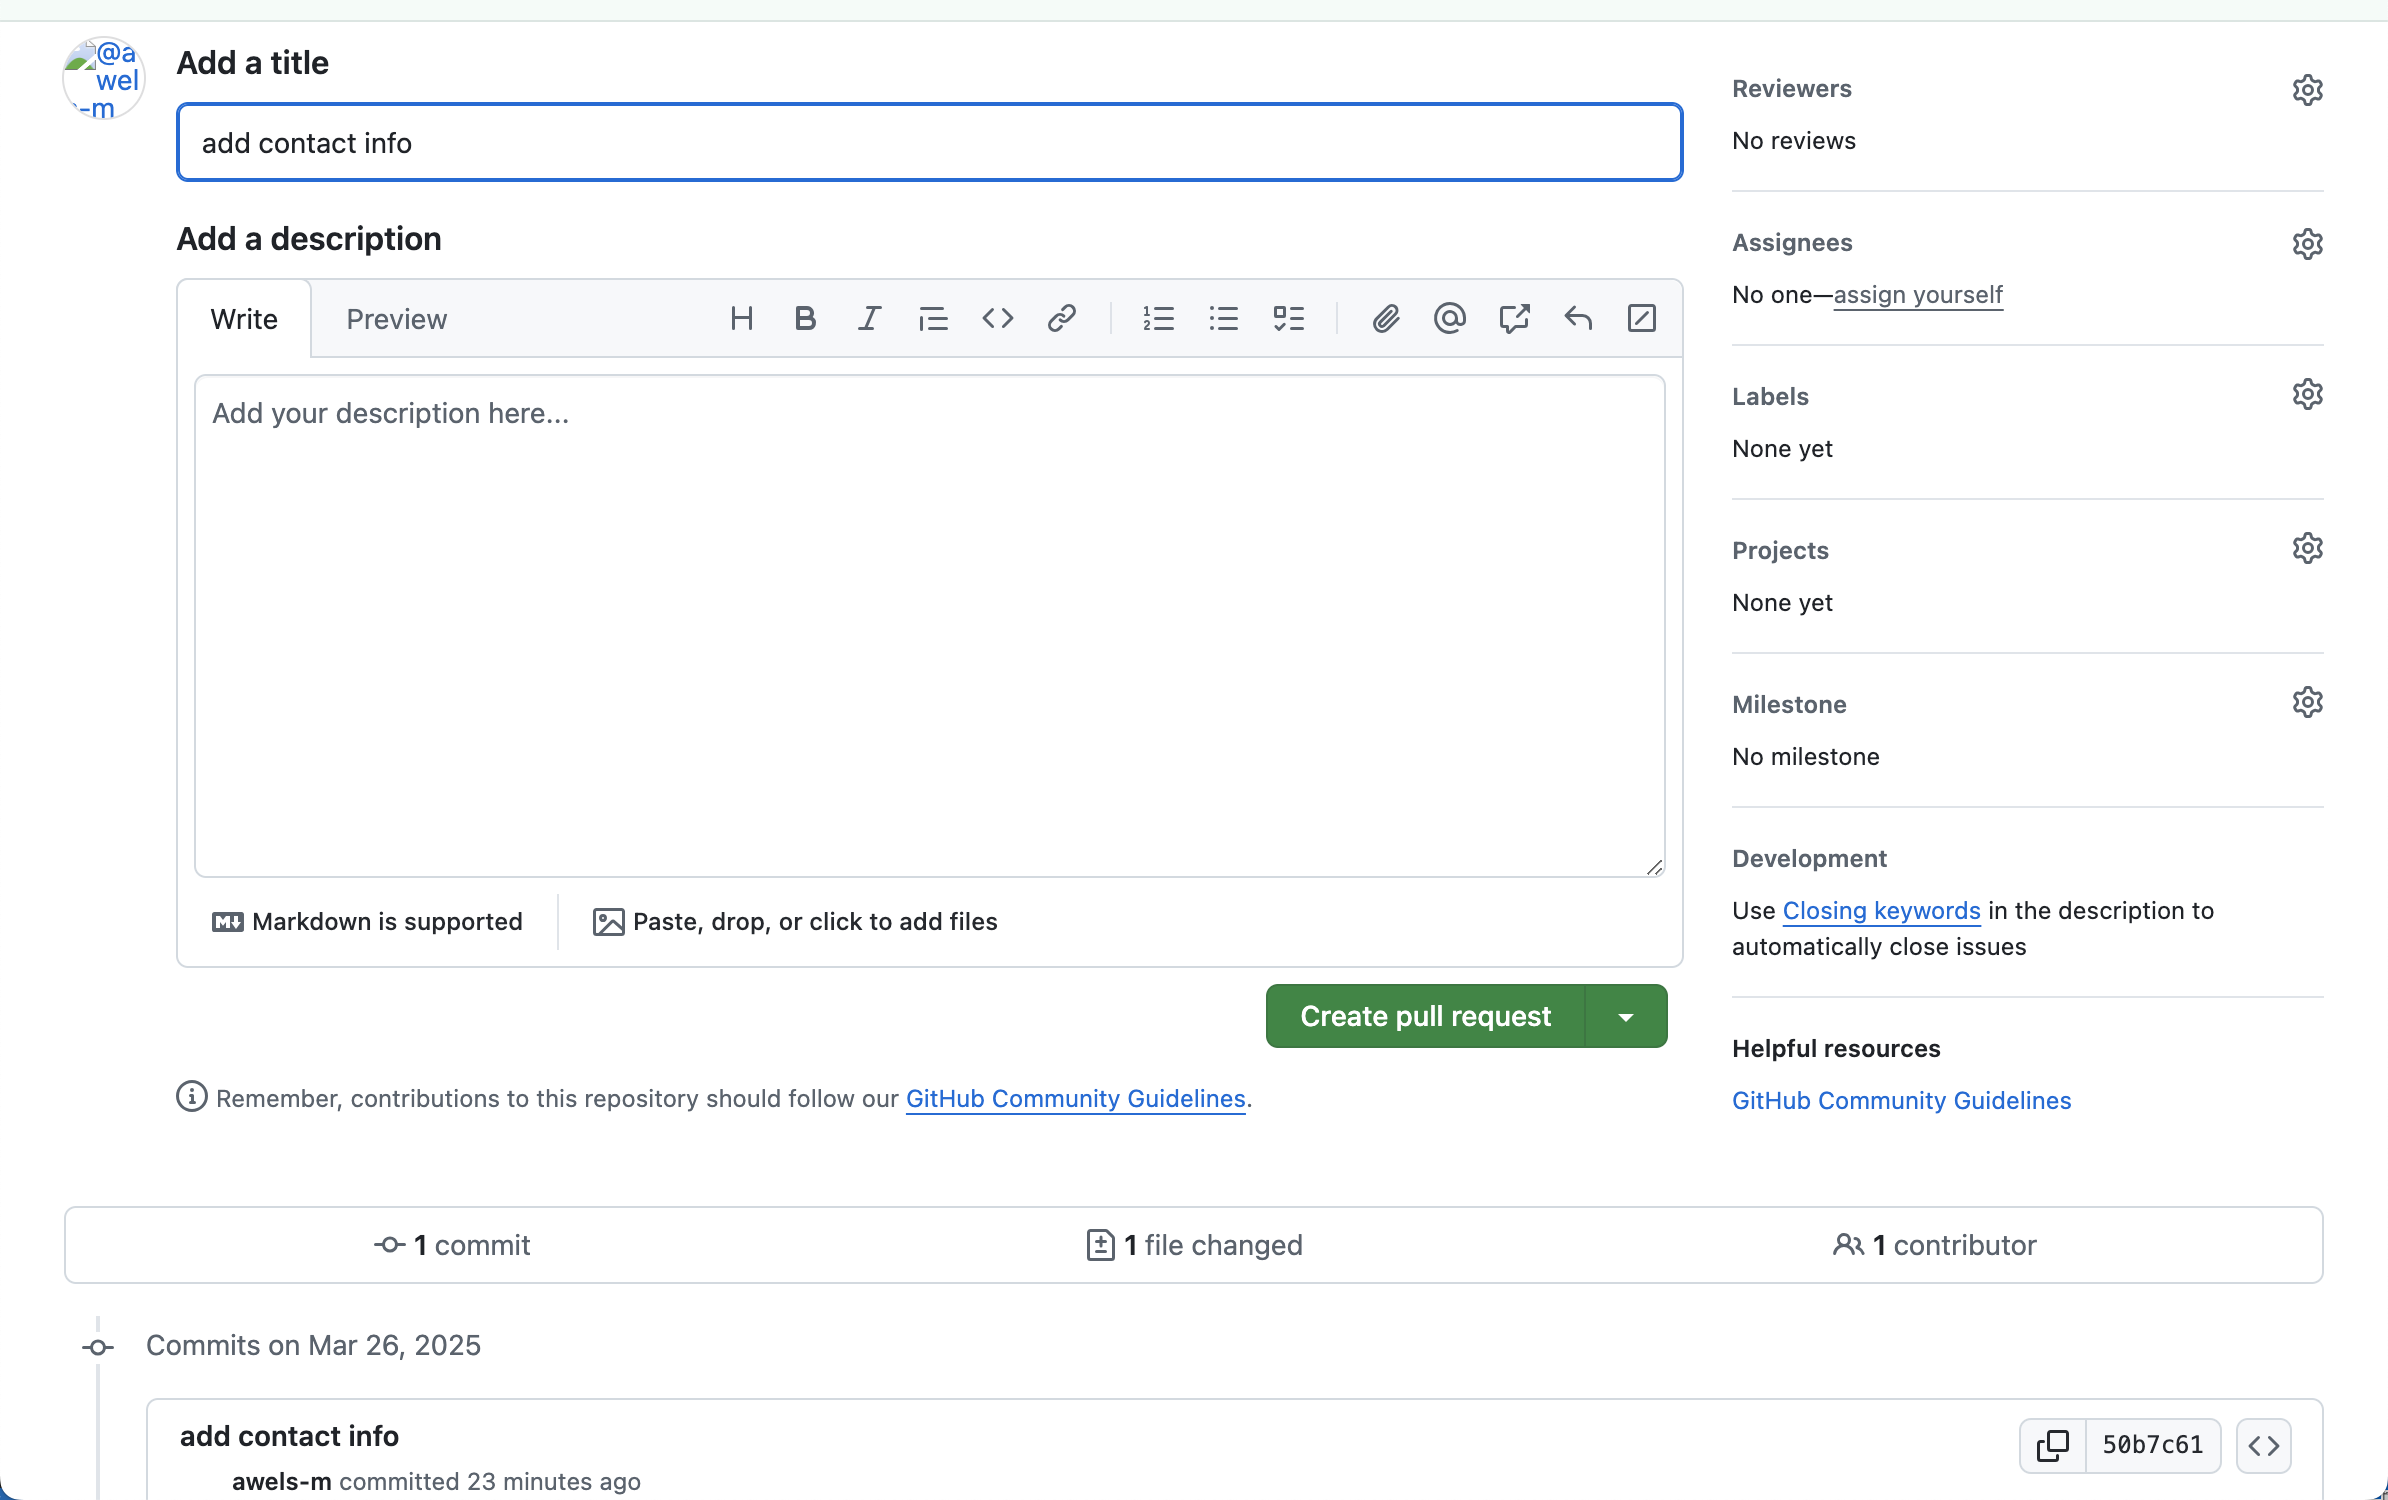 @a
wel
s-m
Add a title
add contact info
Add a description
Write
Preview
Add your description here...
Markdown is supported
Paste, drop, or click to add files
Create pull request
Remember, contributions to this repository should follow our GitHub Community Guidelines.
Reviewers
No reviews
Assignees
No one—assign yourself
Labels
None yet
Projects
None yet
Milestone
No milestone
Development
Use Closing keywords in the description to
automatically close issues
Helpful resources
GitHub Community Guidelines
1 commit
1 file changed
1 contributor
Commits on Mar 26, 2025
add contact info
50b7c61
awels-m committed 23 minutes ago